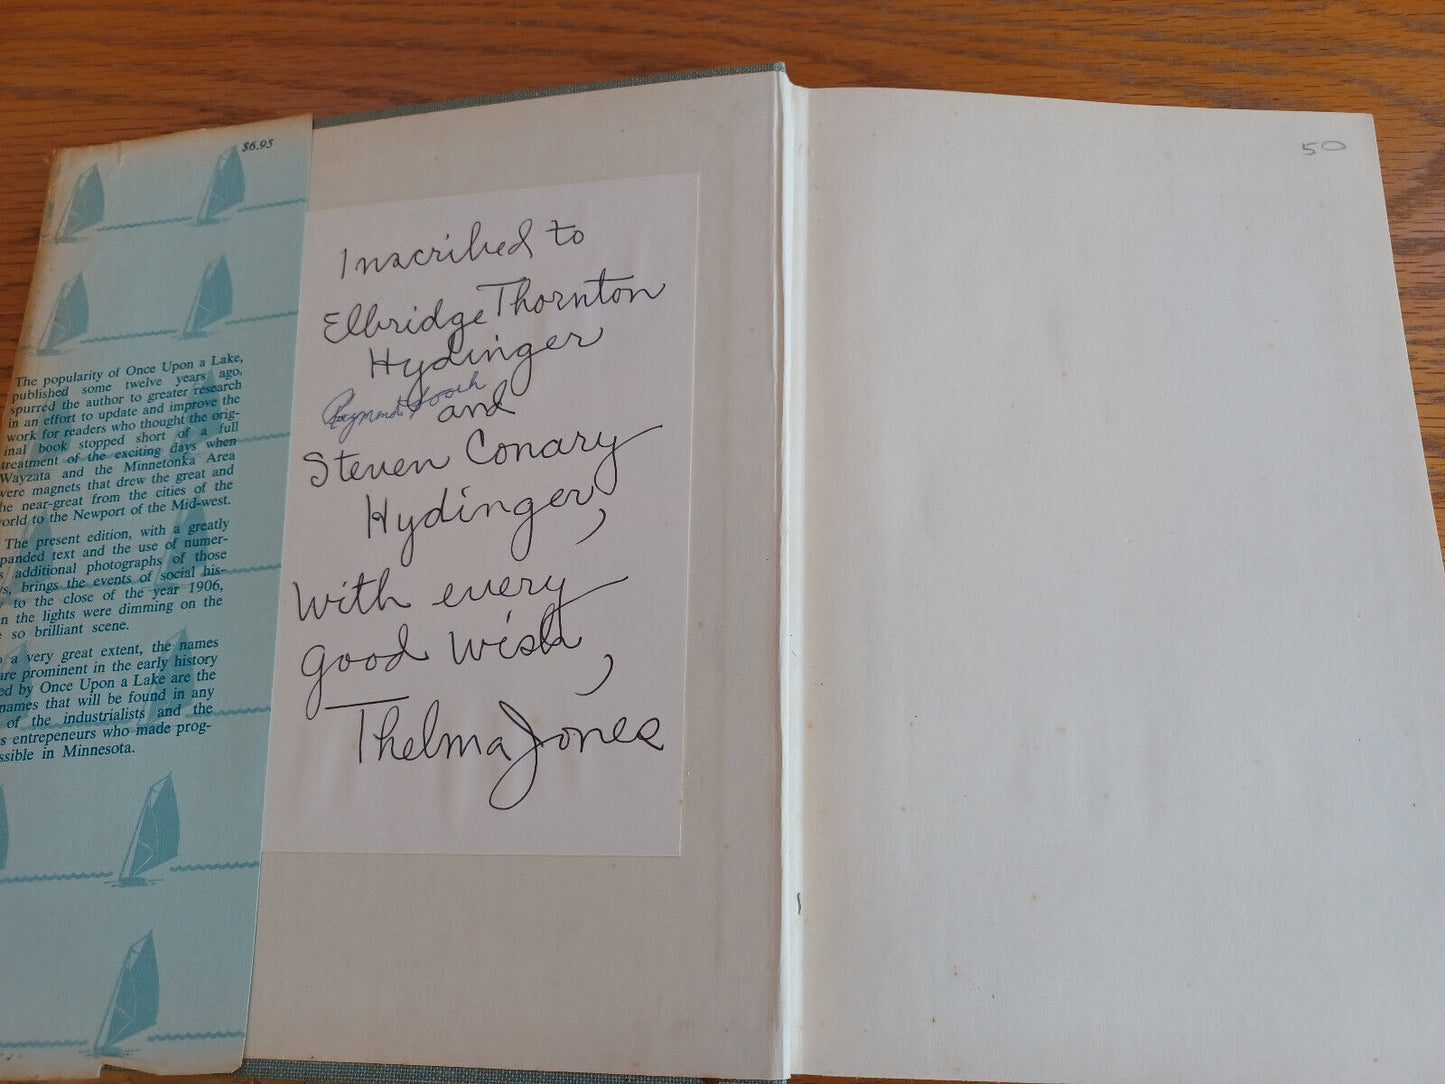 $6.95
The popularity of Once Upon a Lake,
published some twelve years ago,
spurred the author to greater research
in an effort to update and improve the
work for readers who thought the orig-
inal book stopped short of a full
treatment of the exciting days when
Wayzata and the Minnetonka Area
were magnets that drew the great and
he near-great from the cities of the
orld to the Newport of the Mid-west.
The present edition, with a greatly
panded text and the use of numer-
s additional photographs of those
ys, brings the events of social his-
y to the close of the year 1906,
n the lights were dimming on the
so brilliant scene.
a very great extent, the names
are prominent in the early history
ed by Once Upon a Lake are the
names that will be found in any
of the industrialists and the
s entrepeneurs who made prog-
ssible in Minnesota.
Inscribed to
Elbridge Thornton
Hydinger
Raymond
and
Steven Conary
Hydinger,
With every
good wish,
Thelma Jones
50